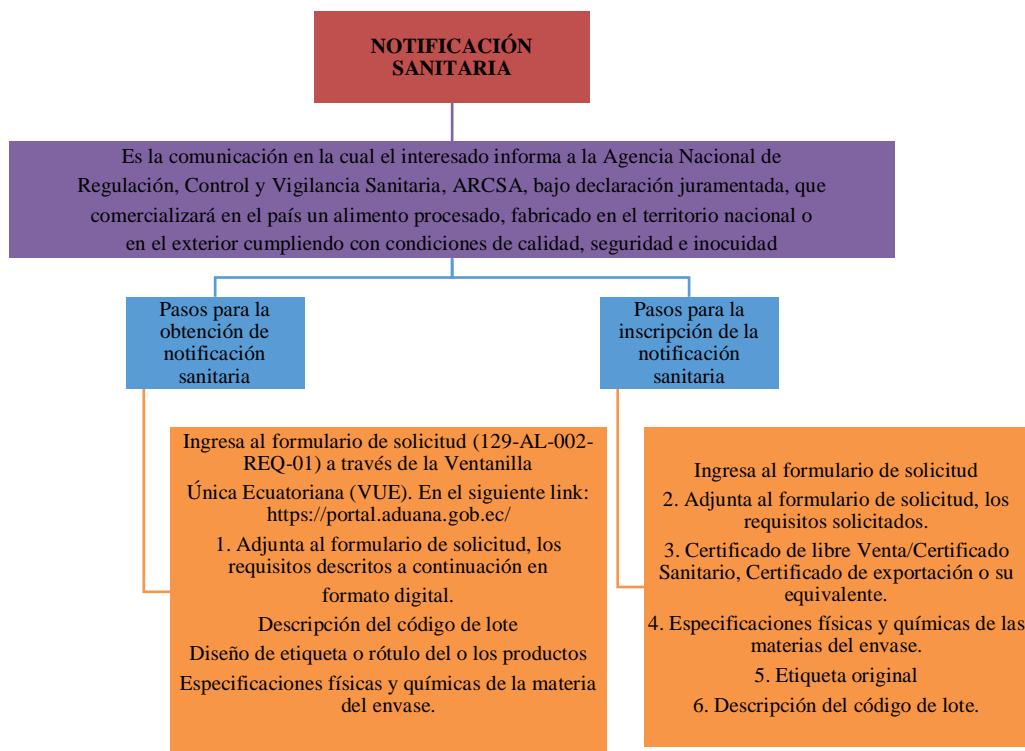 NOTIFICACIÓN
SANITARIA
Es la comunicación en la cual el interesado informa a la Agencia Nacional de
Regulación, Control y Vigilancia Sanitaria, ARCSA, bajo declaración juramentada, que
comercializará en el país un alimento procesado, fabricado en el territorio nacional o
en el exterior cumpliendo con condiciones de calidad, seguridad e inocuidad
Pasos para la
obtención de
notificación
sanitaria
Ingresa al formulario de solicitud (129-AL-002-
REQ-01) a través de la Ventanilla
Única Ecuatoriana (VUE). En el siguiente link:
https://portal.aduana.gob.ec/
1. Adjunta al formulario de solicitud, los
requisitos descritos a continuación en
formato digital.
Descripción del código de lote
Diseño de etiqueta o rótulo del o los productos
Especificaciones físicas y químicas de la materia
del envase.
Pasos para la
inscripción de la
notificación
sanitaria
Ingresa al formulario de solicitud
2. Adjunta al formulario de solicitud, los
requisitos solicitados.
3. Certificado de libre Venta/Certificado
Sanitario, Certificado de exportación o su
equivalente.
4. Especificaciones físicas y químicas de las
materias del envase.
5. Etiqueta original
6. Descripción del código de lote.